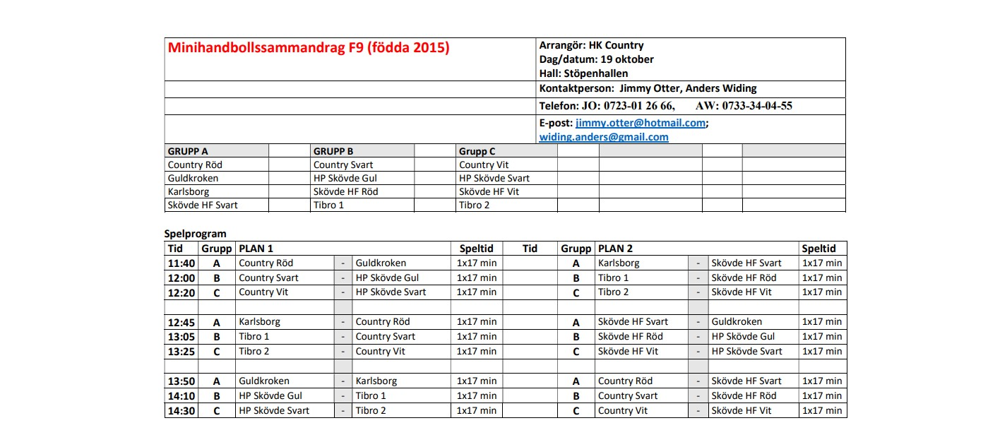 Minihandbollssammandrag F9 (födda 2015)
Arrangör: HK Country
Dag/datum: 19 oktober
Hall: Stöpenhallen
Kontaktperson: Jimmy Otter, Anders Widing
Telefon: JO: 0723-01 26 66, AW: 0733-34-04-55
E-post: jimmy.otter@hotmail.com;
widing.anders@gmail.com
GRUPP A GRUPP B Grupp C
Country Röd Country Svart Country Vit
Guldkroken HP Skövde Gul HP Skövde Svart
Karlsborg Skövde HF Röd Skövde HF Vit
Skövde HF Svart Tibro 1 Tibro 2
Spelprogram
Tid Grupp PLAN 1 Speltid Tid Grupp PLAN 2 Speltid
11:40 A Country Röd - Guldkroken 1x17 min A Karlsborg - Skövde HF Svart 1x17 min
12:00 B Country Svart - HP Skövde Gul 1x17 min B Tibro 1 - Skövde HF Röd 1x17 min
12:20 C Country Vit - HP Skövde Svart 1x17 min C Tibro 2 - Skövde HF Vit 1x17 min
12:45 A Karlsborg - Country Röd 1x17 min A Skövde HF Svart - Guldkroken 1x17 min
13:05 B Tibro 1 - Country Svart 1x17 min B Skövde HF Röd - HP Skövde Gul 1x17 min
13:25 C Tibro 2 - Country Vit 1x17 min C Skövde HF Vit - HP Skövde Svart 1x17 min
13:50 A Guldkroken - Karlsborg 1x17 min A Country Röd - Skövde HF Svart 1x17 min
14:10 B HP Skövde Gul - Tibro 1 1x17 min B Country Svart - Skövde HF Röd 1x17 min
14:30 C HP Skövde Svart - Tibro 2 1x17 min C Country Vit - Skövde HF Vit 1x17 min